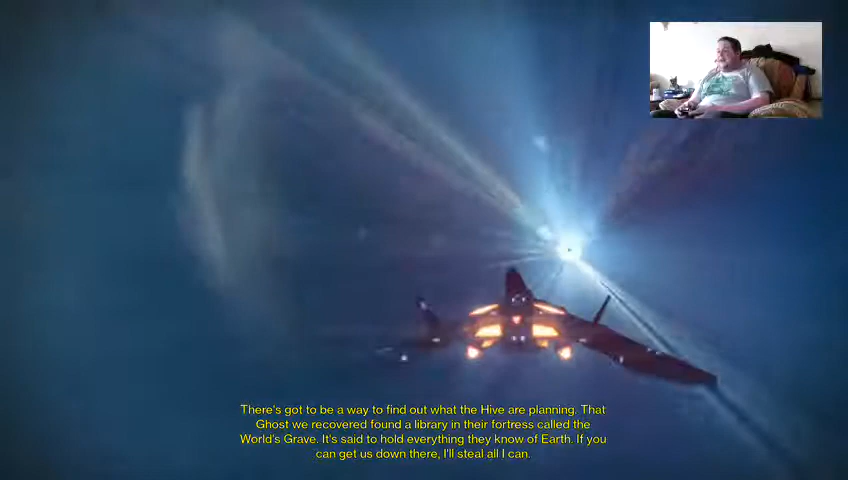 There's got to be a way to find out what the Hive are planning. That
Ghost we recovered found a library in their fortress called the
World's Grave. It's said to hold everything they know of Earth. If you
can get us down there, I'll steal all I can.